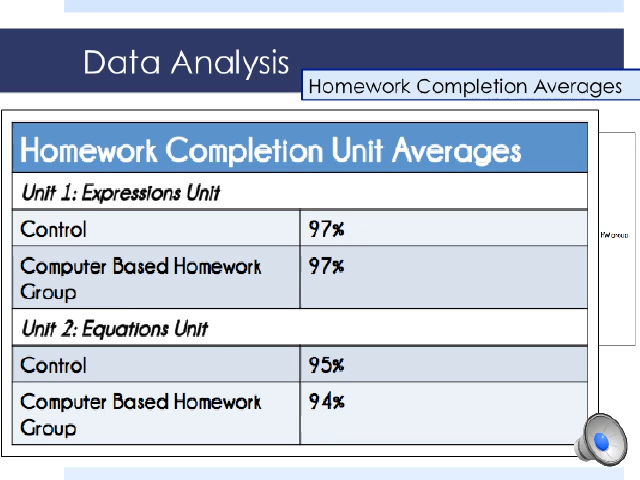 Data Analysis
Homework Completion Averages
Homework Completion Unit Averages
Unit 1: Expressions Unit
Control 97%
Computer Based Homework 97%
Group
Unit 2: Equations Unit
Control 95%
Computer Based Homework 94%
Group